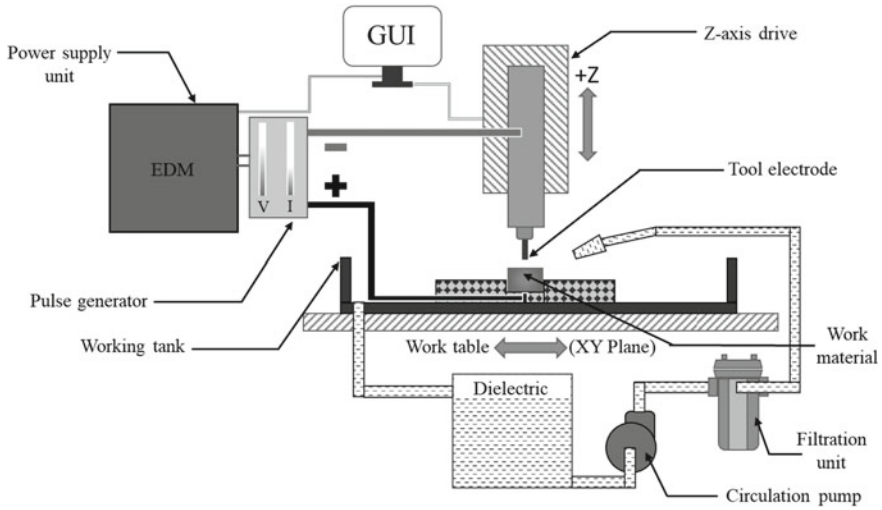 GUI
Z-axis drive
Power supply
unit
+Z
EDM
−
+
Tool electrode
V I
Pulse generator
Working tank
Work table
(XY Plane)
Work
material
Dielectric
Filtration
unit
Circulation pump